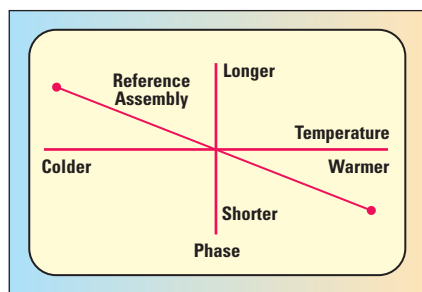 Longer
Reference
Assembly
Temperature
Colder
Warmer
Shorter
Phase